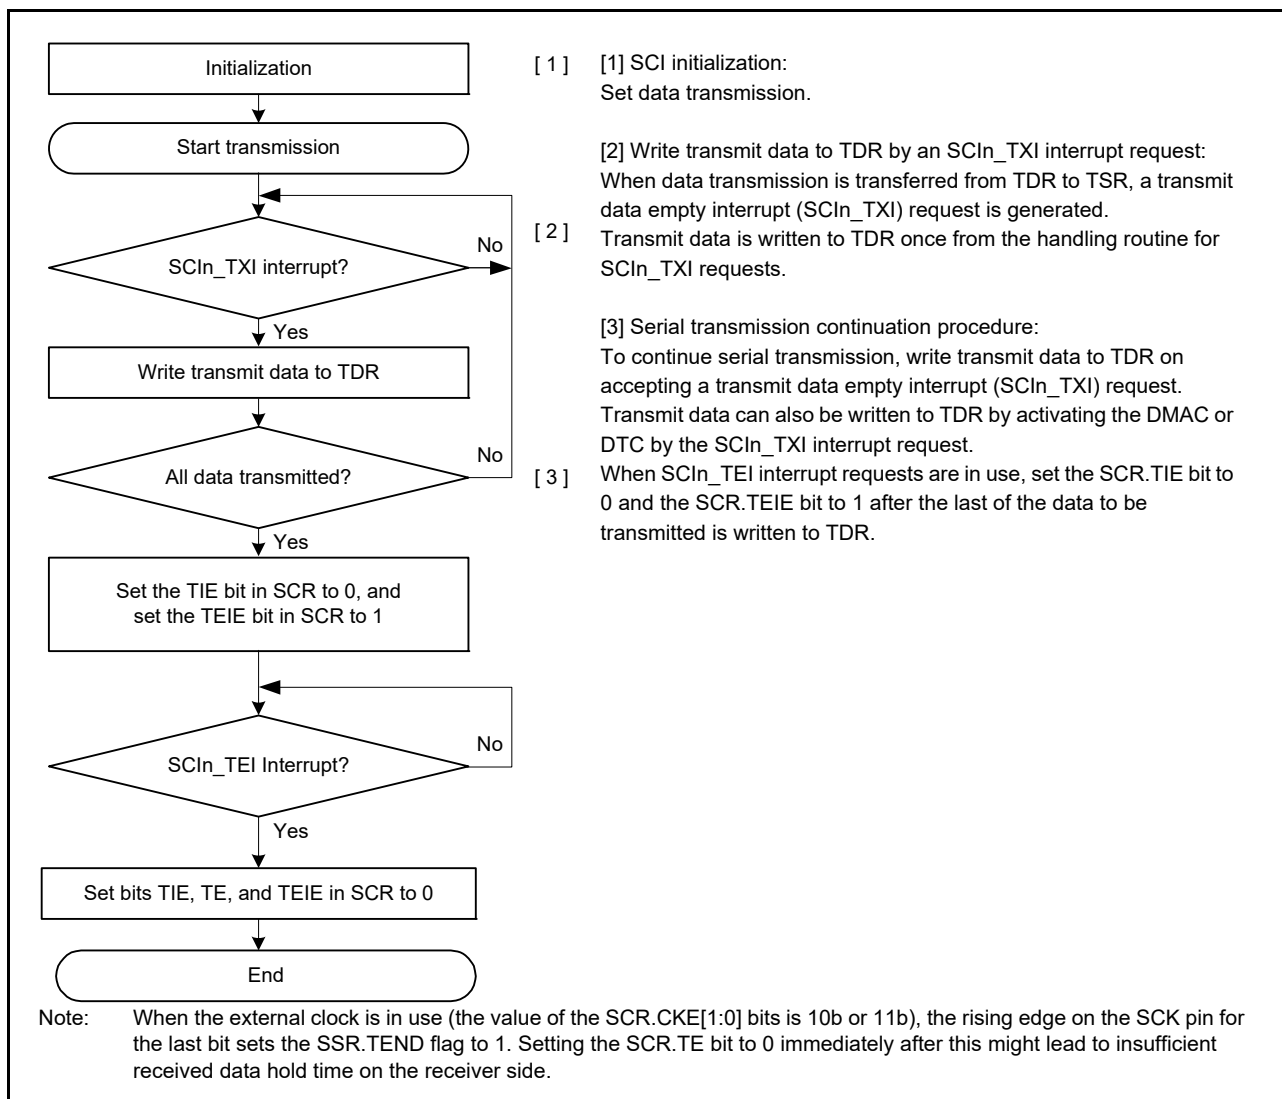 Initialization
Start transmission
SCIn_TXI interrupt?
No
Yes
Write transmit data to TDR
All data transmitted?
No
Yes
Set the TIE bit in SCR to 0, and
set the TEIE bit in SCR to 1
SCIn_TEI Interrupt?
No
Yes
Set bits TIE, TE, and TEIE in SCR to 0
End
[ 1 ]
[1] SCI initialization:
Set data transmission.
[2] Write transmit data to TDR by an SCIn_TXI interrupt request:
When data transmission is transferred from TDR to TSR, a transmit
data empty interrupt (SCIn_TXI) request is generated.
[ 2 ]
Transmit data is written to TDR once from the handling routine for
SCIn_TXI requests.
[3] Serial transmission continuation procedure:
To continue serial transmission, write transmit data to TDR on
accepting a transmit data empty interrupt (SCIn_TXI) request.
Transmit data can also be written to TDR by activating the DMAC or
DTC by the SCIn_TXI interrupt request.
[ 3 ]
When SCIn_TEI interrupt requests are in use, set the SCR.TIE bit to
0 and the SCR.TEIE bit to 1 after the last of the data to be
transmitted is written to TDR.
Note: When the external clock is in use (the value of the SCR.CKE[1:0] bits is 10b or 11b), the rising edge on the SCK pin for
the last bit sets the SSR.TEND flag to 1. Setting the SCR.TE bit to 0 immediately after this might lead to insufficient
received data hold time on the receiver side.